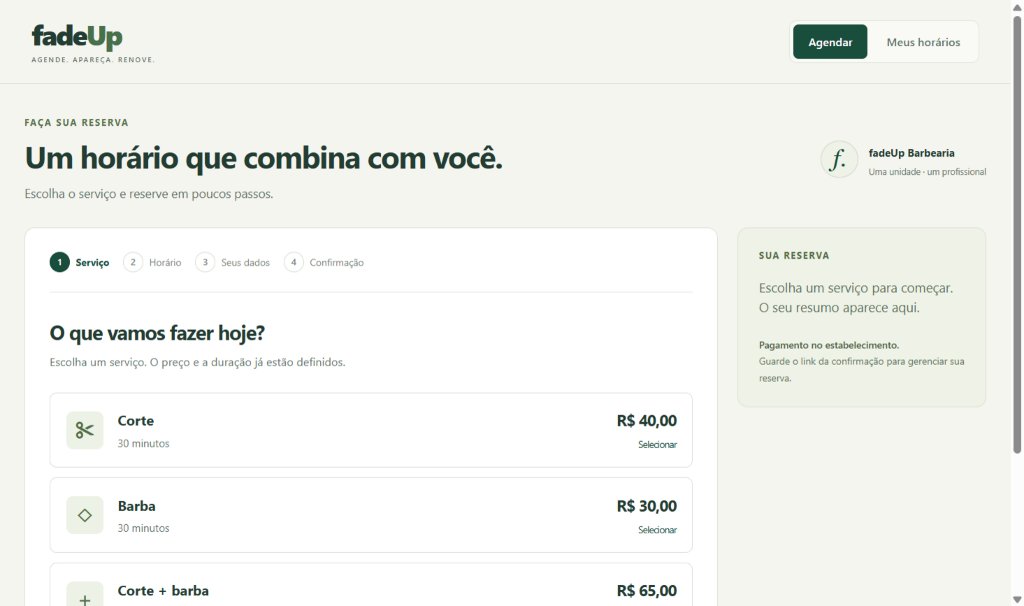 fadeUp
AGENDE. APAREÇA. RENOVE.
Agendar
Meus horários
FAÇA SUA RESERVA
Um horário que combina com você.
Escolha o serviço e reserve em poucos passos.
f.
fadeUp Barbearia
Uma unidade · um profissional
1 Serviço 2 Horário 3 Seus dados 4 Confirmação
O que vamos fazer hoje?
Escolha um serviço. O preço e a duração já estão definidos.
Corte
30 minutos
R$ 40,00
Selecionar
Barba
30 minutos
R$ 30,00
Selecionar
Corte + barba
R$ 65,00
SUA RESERVA
Escolha um serviço para começar.
O seu resumo aparece aqui.
Pagamento no estabelecimento.
Guarde o link da confirmação para gerenciar sua
reserva.